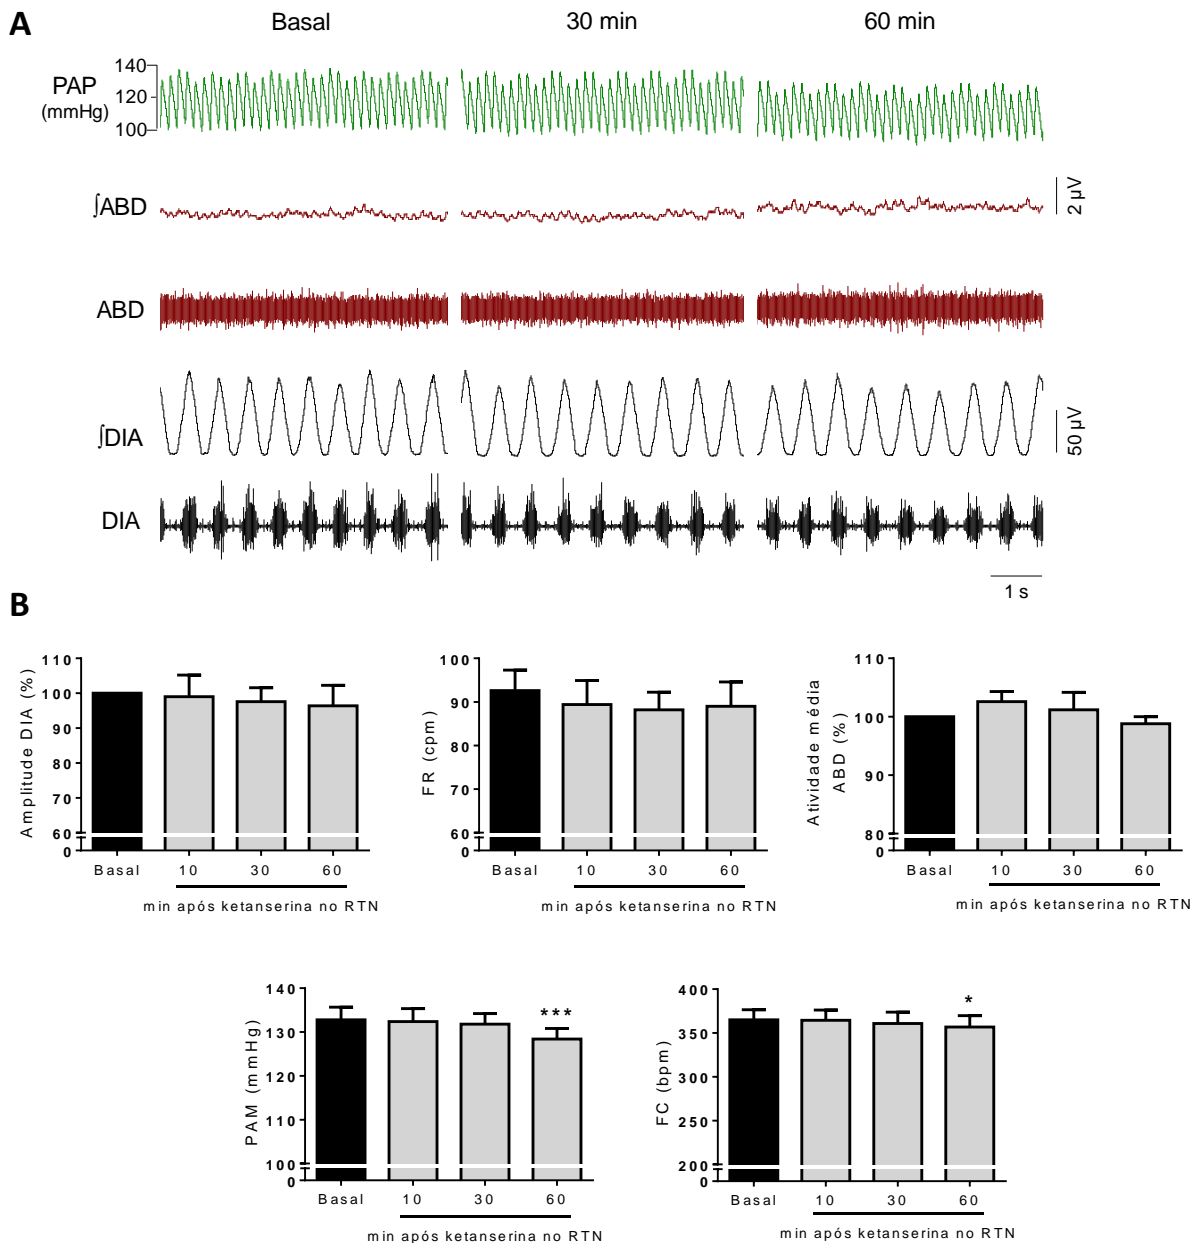 A
Basal
30 min
60 min
PAP
(mmHg)
140
120
100
∫ABD
2 µV
ABD
∫DIA
50 µV
DIA
1 s
B
Amplitude DIA (%)
110
100
90
80
70
60
0
Basal
10
30
60
min após ketanserina no RTN
FR (cpm)
100
90
80
70
60
0
Basal
10
30
60
min após ketanserina no RTN
Atividade média
ABD (%)
110
100
90
80
0
Basal
10
30
60
min após ketanserina no RTN
PAM (mmHg)
140
130
120
110
100
0
***
Basal
10
30
60
min após ketanserina no RTN
FC (bpm)
400
350
300
250
200
0
*
Basal
10
30
60
min após ketanserina no RTN